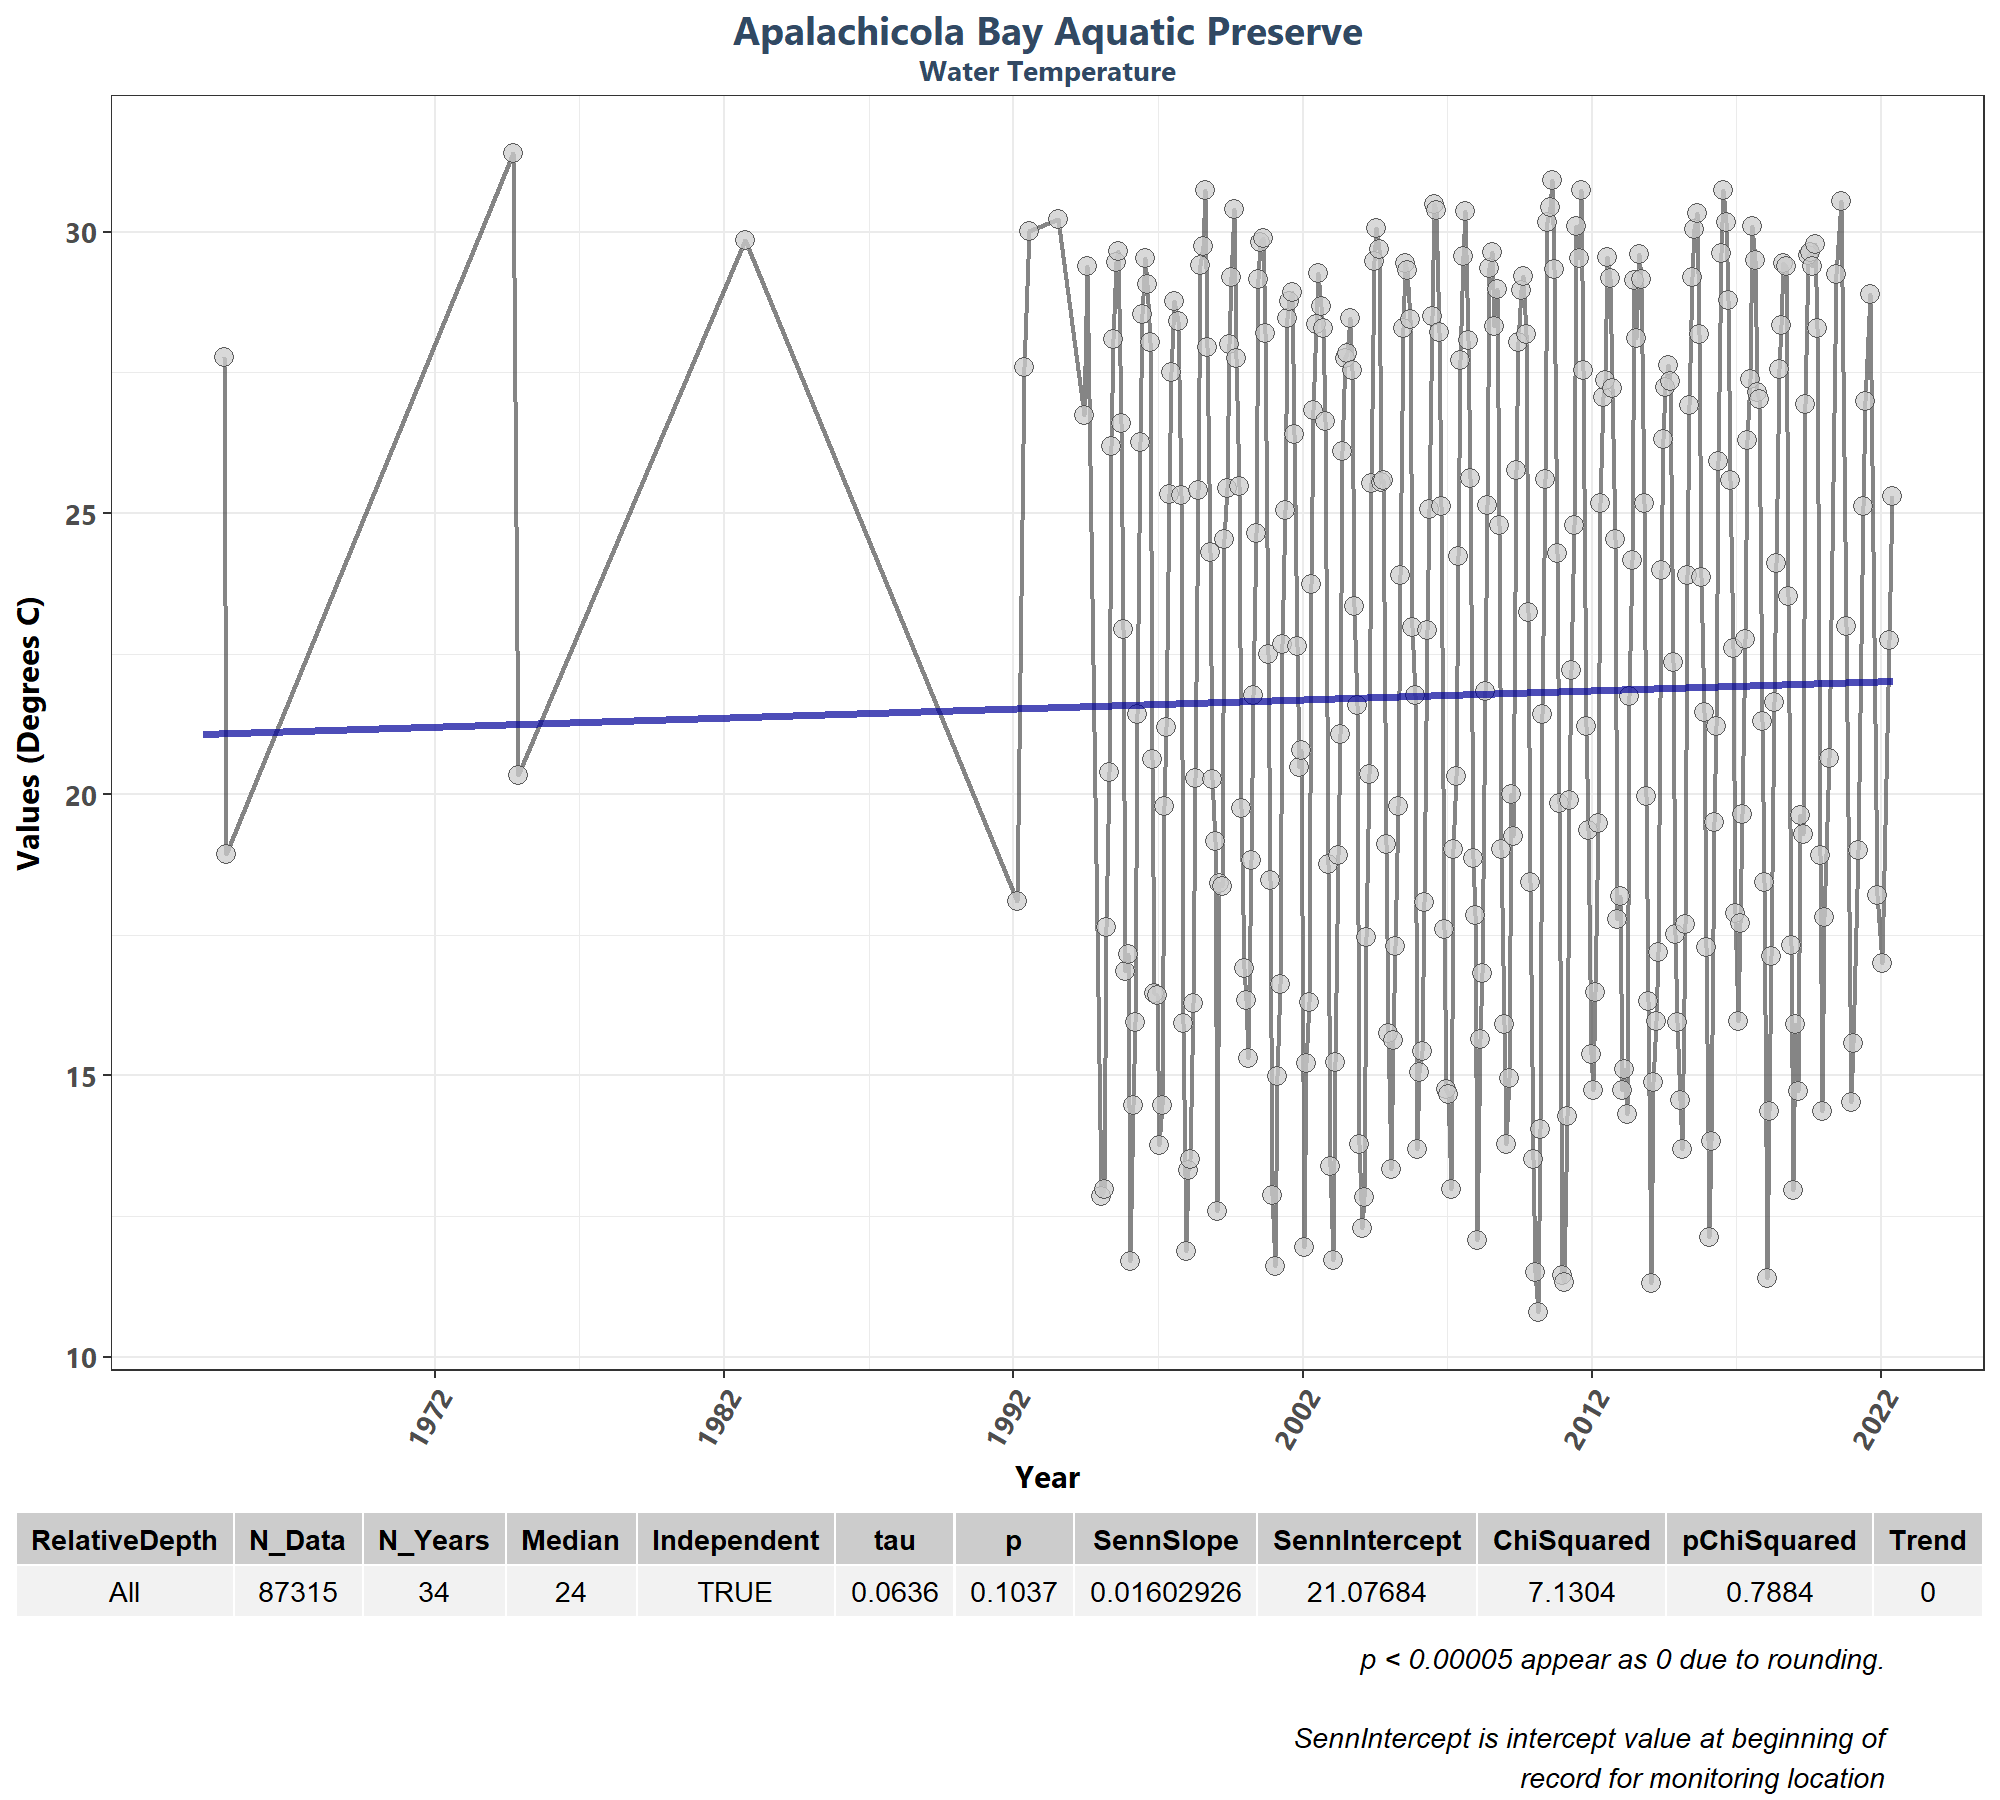 Apalachicola Bay Aquatic Preserve
Water Temperature
Values (Degrees C)
30
25
20
15
10
1972 1982 1992 2002 2012 2022
Year
RelativeDepth N_Data N_Years Median Independent tau p SennSlope SennIntercept ChiSquared pChiSquared Trend
All 87315 34 24 TRUE 0.0636 0.1037 0.01602926 21.07684 7.1304 0.7884 0
p < 0.00005 appear as 0 due to rounding.
SennIntercept is intercept value at beginning of
record for monitoring location